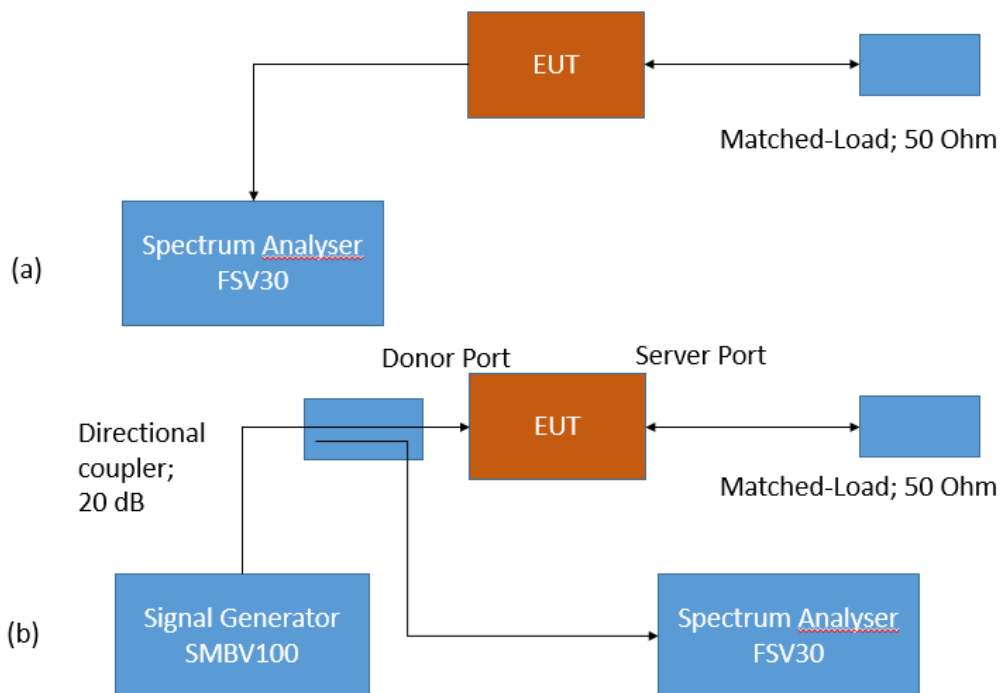 EUT
Matched-Load; 50 Ohm
Spectrum Analyser
FSV30
(a)
Donor Port
Server Port
Directional
coupler;
20 dB
EUT
Matched-Load; 50 Ohm
Signal Generator
SMBV100
Spectrum Analyser
FSV30
(b)